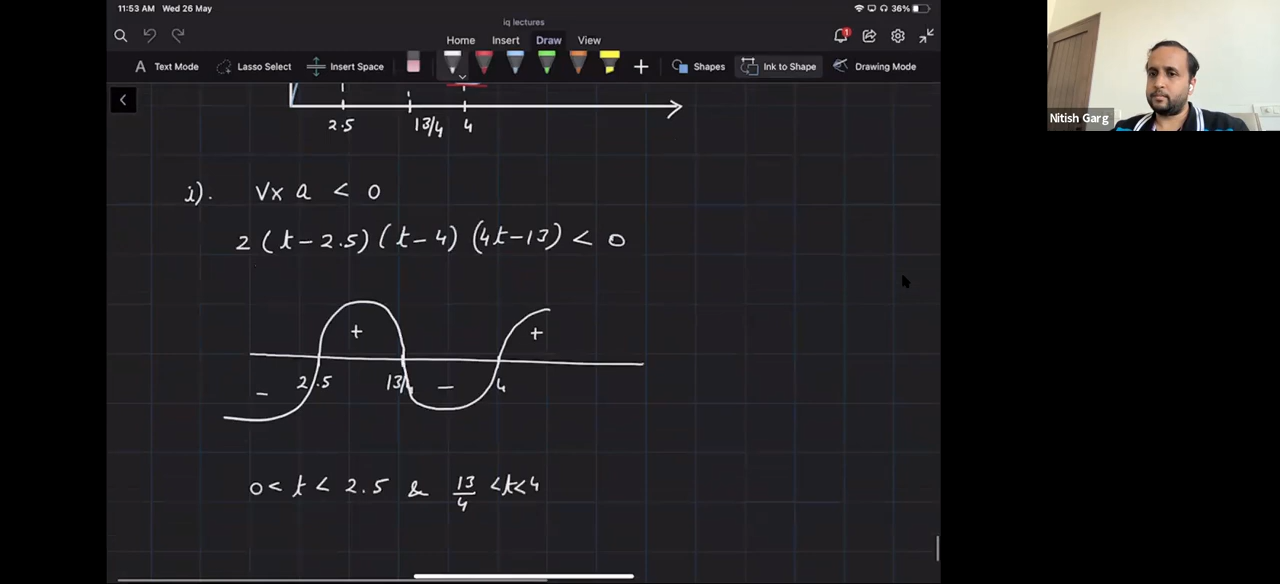 11:53 AM Wed 26 May
36%
iq lectures
Home Insert Draw View
1
A Text Mode Lasso Select Insert Space Shapes Ink to Shape Drawing Mode
Nitish Garg
2.5 13/4 4
i). V x a < 0
2 (t - 2.5) (t - 4) (4t - 13) < 0
+ +
- 2.5 13/4 - 4
0 < t < 2.5 & 13/4 < t < 4